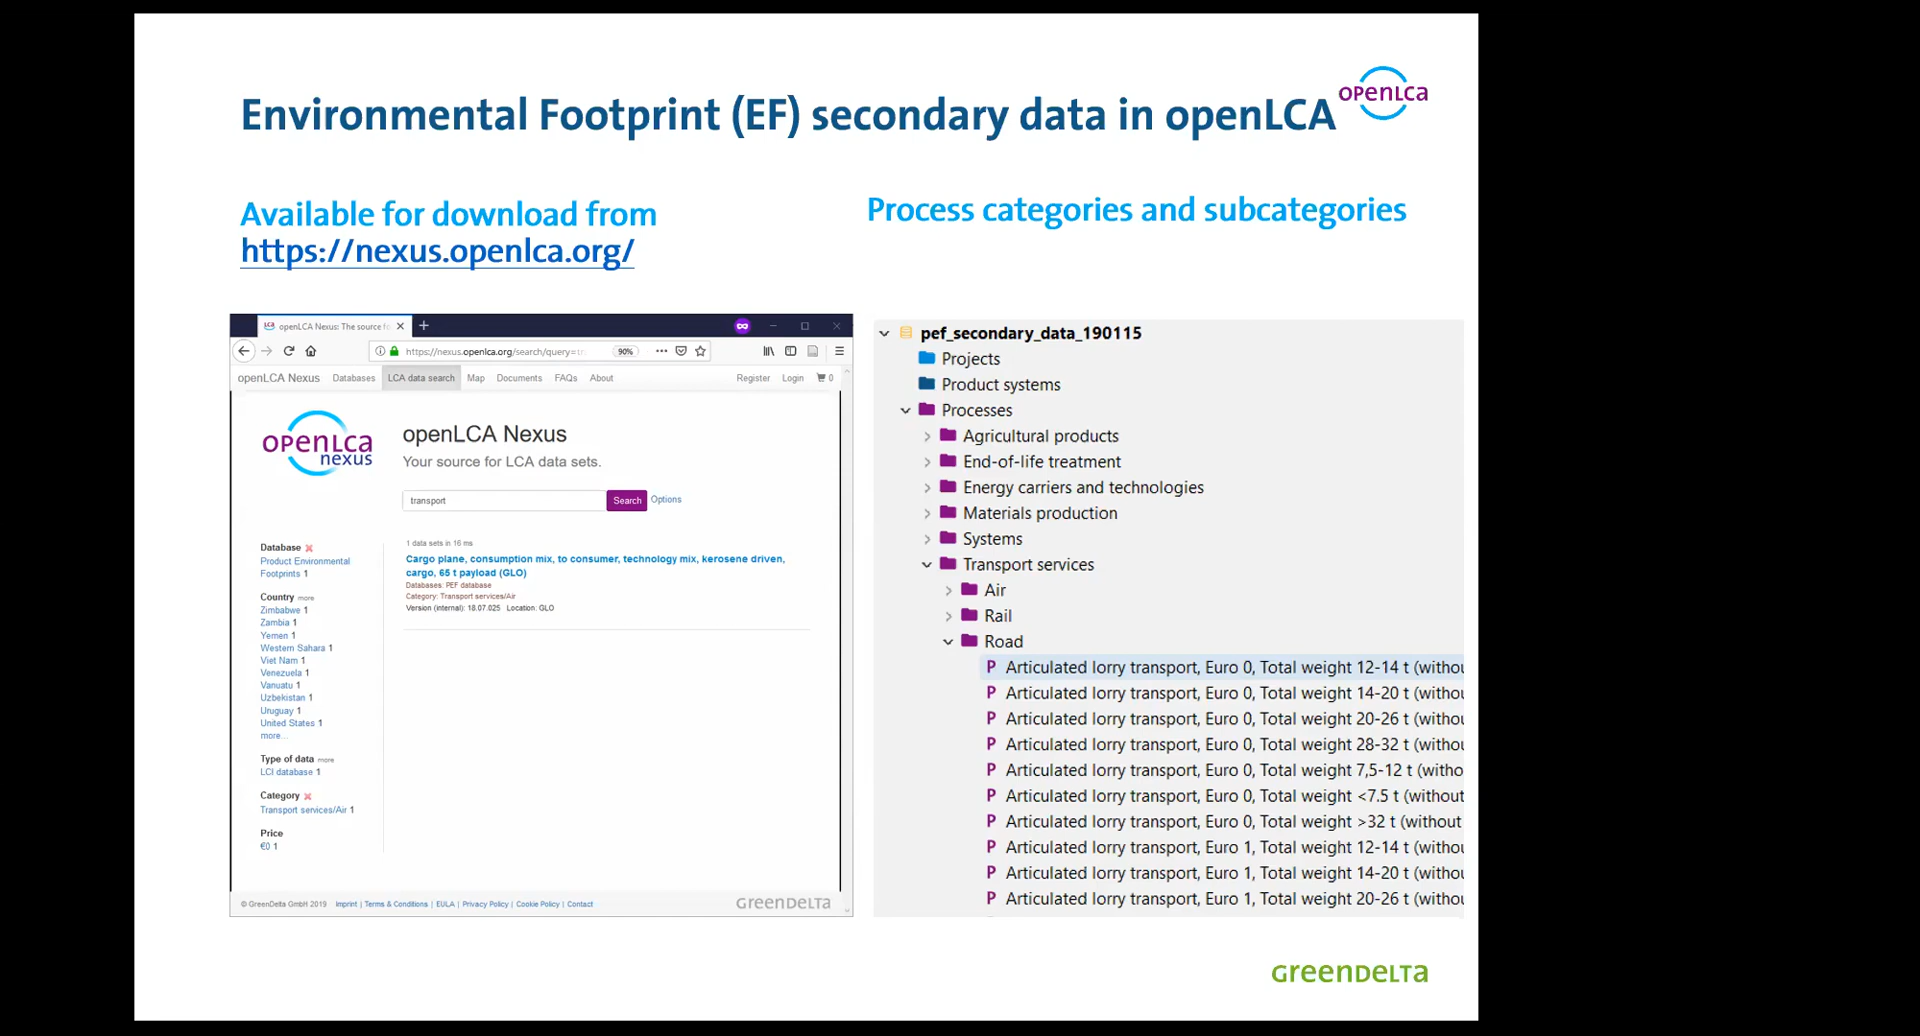 Environmental Footprint (EF) secondary data in openLCA
openLCA
Available for download from
https://nexus.openlca.org/
Process categories and subcategories
LCA openLCA Nexus: The source fo
https://nexus.openlca.org/search/query=tr
90%
openLCA Nexus Databases LCA data search Map Documents FAQs About Register Login 0
openLCA
nexus
openLCA Nexus
Your source for LCA data sets.
transport Search Options
Database
Product Environmental
Footprints 1
Country more
Zimbabwe 1
Zambia 1
Yemen 1
Western Sahara 1
Viet Nam 1
Venezuela 1
Vanuatu 1
Uzbekistan 1
Uruguay 1
United States 1
more...
Type of data more
LCI database 1
Category
Transport services/Air 1
Price
€0 1
1 data sets in 16 ms
Cargo plane, consumption mix, to consumer, technology mix, kerosene driven,
cargo, 65 t payload (GLO)
Databases: PEF database
Category: Transport services/Air
Version (internal): 18.07.025 Location: GLO
© GreenDelta GmbH 2019 Imprint | Terms & Conditions | EULA | Privacy Policy | Cookie Policy | Contact
GreenDelta
pef_secondary_data_190115
Projects
Product systems
Processes
Agricultural products
End-of-life treatment
Energy carriers and technologies
Materials production
Systems
Transport services
Air
Rail
Road
P Articulated lorry transport, Euro 0, Total weight 12-14 t (withou
P Articulated lorry transport, Euro 0, Total weight 14-20 t (withou
P Articulated lorry transport, Euro 0, Total weight 20-26 t (withou
P Articulated lorry transport, Euro 0, Total weight 28-32 t (withou
P Articulated lorry transport, Euro 0, Total weight 7,5-12 t (witho
P Articulated lorry transport, Euro 0, Total weight <7.5 t (without
P Articulated lorry transport, Euro 0, Total weight >32 t (without
P Articulated lorry transport, Euro 1, Total weight 12-14 t (withou
P Articulated lorry transport, Euro 1, Total weight 14-20 t (withou
P Articulated lorry transport, Euro 1, Total weight 20-26 t (withou
GreenDelta